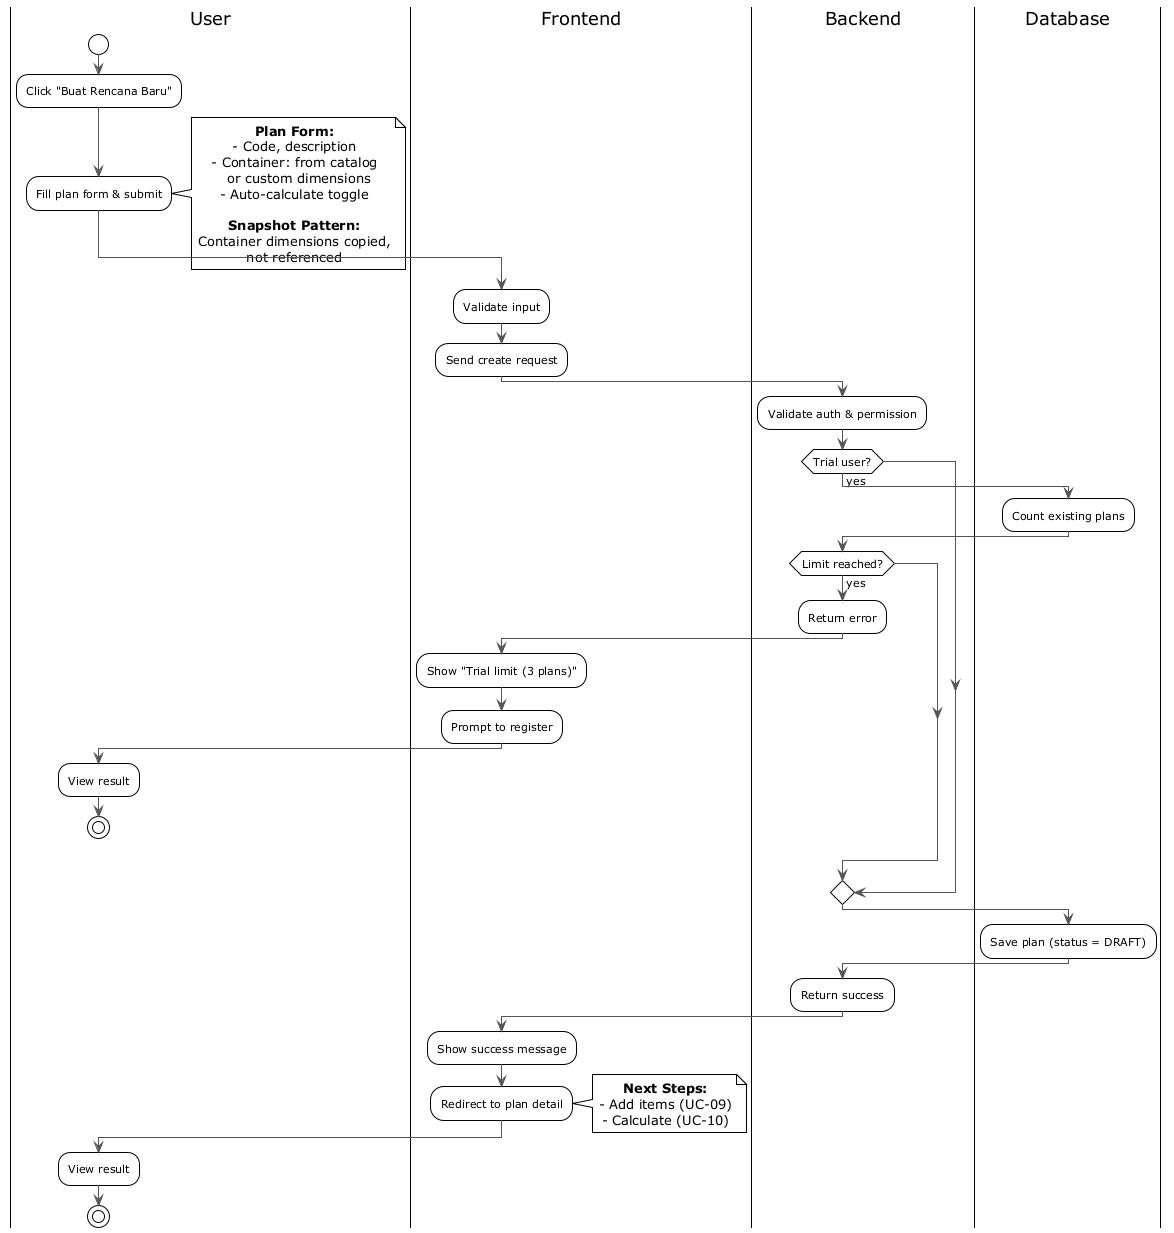 User
Frontend
Backend
Database
Click "Buat Rencana Baru"
Plan Form:
- Code, description
- Container: from catalog
or custom dimensions
- Auto-calculate toggle
Snapshot Pattern:
Container dimensions copied,
not referenced
Fill plan form & submit
Validate input
Send create request
Validate auth & permission
Trial user?
yes
Count existing plans
Limit reached?
yes
Return error
Show "Trial limit (3 plans)"
Prompt to register
View result
Save plan (status = DRAFT)
Return success
Show success message
Redirect to plan detail
Next Steps:
- Add items (UC-09)
- Calculate (UC-10)
View result